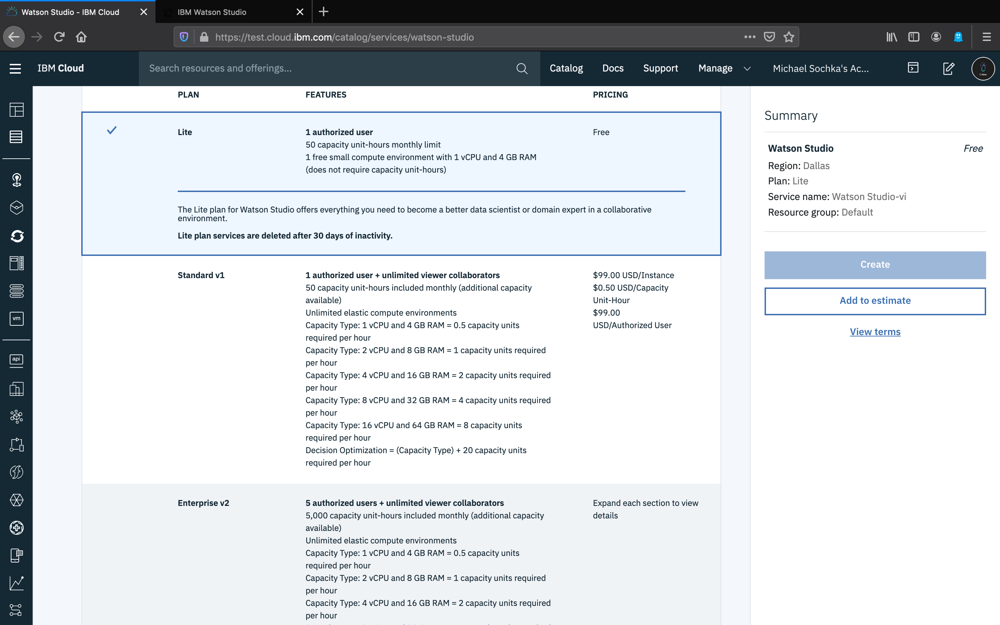 Watson Studio - IBM Cloud
IBM Watson Studio
https://test.cloud.ibm.com/catalog/services/watson-studio
IBM Cloud
Search resources and offerings...
Catalog
Docs
Support
Manage
Michael Sochka's Ac...
PLAN
FEATURES
PRICING
Lite
1 authorized user
50 capacity unit-hours monthly limit
1 free small compute environment with 1 vCPU and 4 GB RAM
(does not require capacity unit-hours)
Free
The Lite plan for Watson Studio offers everything you need to become a better data scientist or domain expert in a collaborative
environment.
Lite plan services are deleted after 30 days of inactivity.
Standard v1
1 authorized user + unlimited viewer collaborators
50 capacity unit-hours included monthly (additional capacity
available)
Unlimited elastic compute environments
Capacity Type: 1 vCPU and 4 GB RAM = 0.5 capacity units
required per hour
Capacity Type: 2 vCPU and 8 GB RAM = 1 capacity units required
per hour
Capacity Type: 4 vCPU and 16 GB RAM = 2 capacity units required
per hour
Capacity Type: 8 vCPU and 32 GB RAM = 4 capacity units required
per hour
Capacity Type: 16 vCPU and 64 GB RAM = 8 capacity units
required per hour
Decision Optimization = (Capacity Type) + 20 capacity units
required per hour
$99.00 USD/Instance
$0.50 USD/Capacity
Unit-Hour
$99.00
USD/Authorized User
Enterprise v2
5 authorized users + unlimited viewer collaborators
5,000 capacity unit-hours included monthly (additional capacity
available)
Unlimited elastic compute environments
Capacity Type: 1 vCPU and 4 GB RAM = 0.5 capacity units
required per hour
Capacity Type: 2 vCPU and 8 GB RAM = 1 capacity units required
per hour
Capacity Type: 4 vCPU and 16 GB RAM = 2 capacity units required
per hour
Expand each section to view
details
Summary
Watson Studio
Free
Region: Dallas
Plan: Lite
Service name: Watson Studio-vi
Resource group: Default
Create
Add to estimate
View terms
vm
api